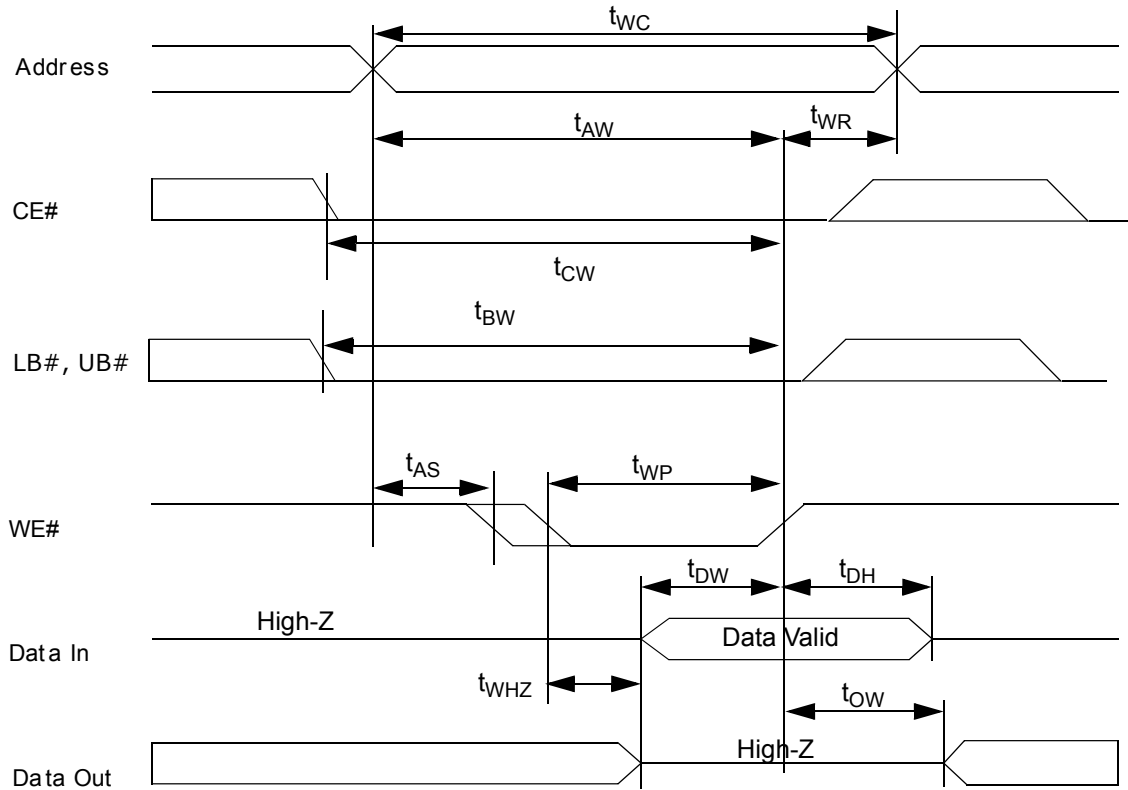 tWC
Address
tAW
tWR
CE#
tCW
tBW
LB#, UB#
tAS
tWP
WE#
tDW
tDH
High-Z
Data Valid
Data In
tWHZ
tOW
High-Z
Data Out